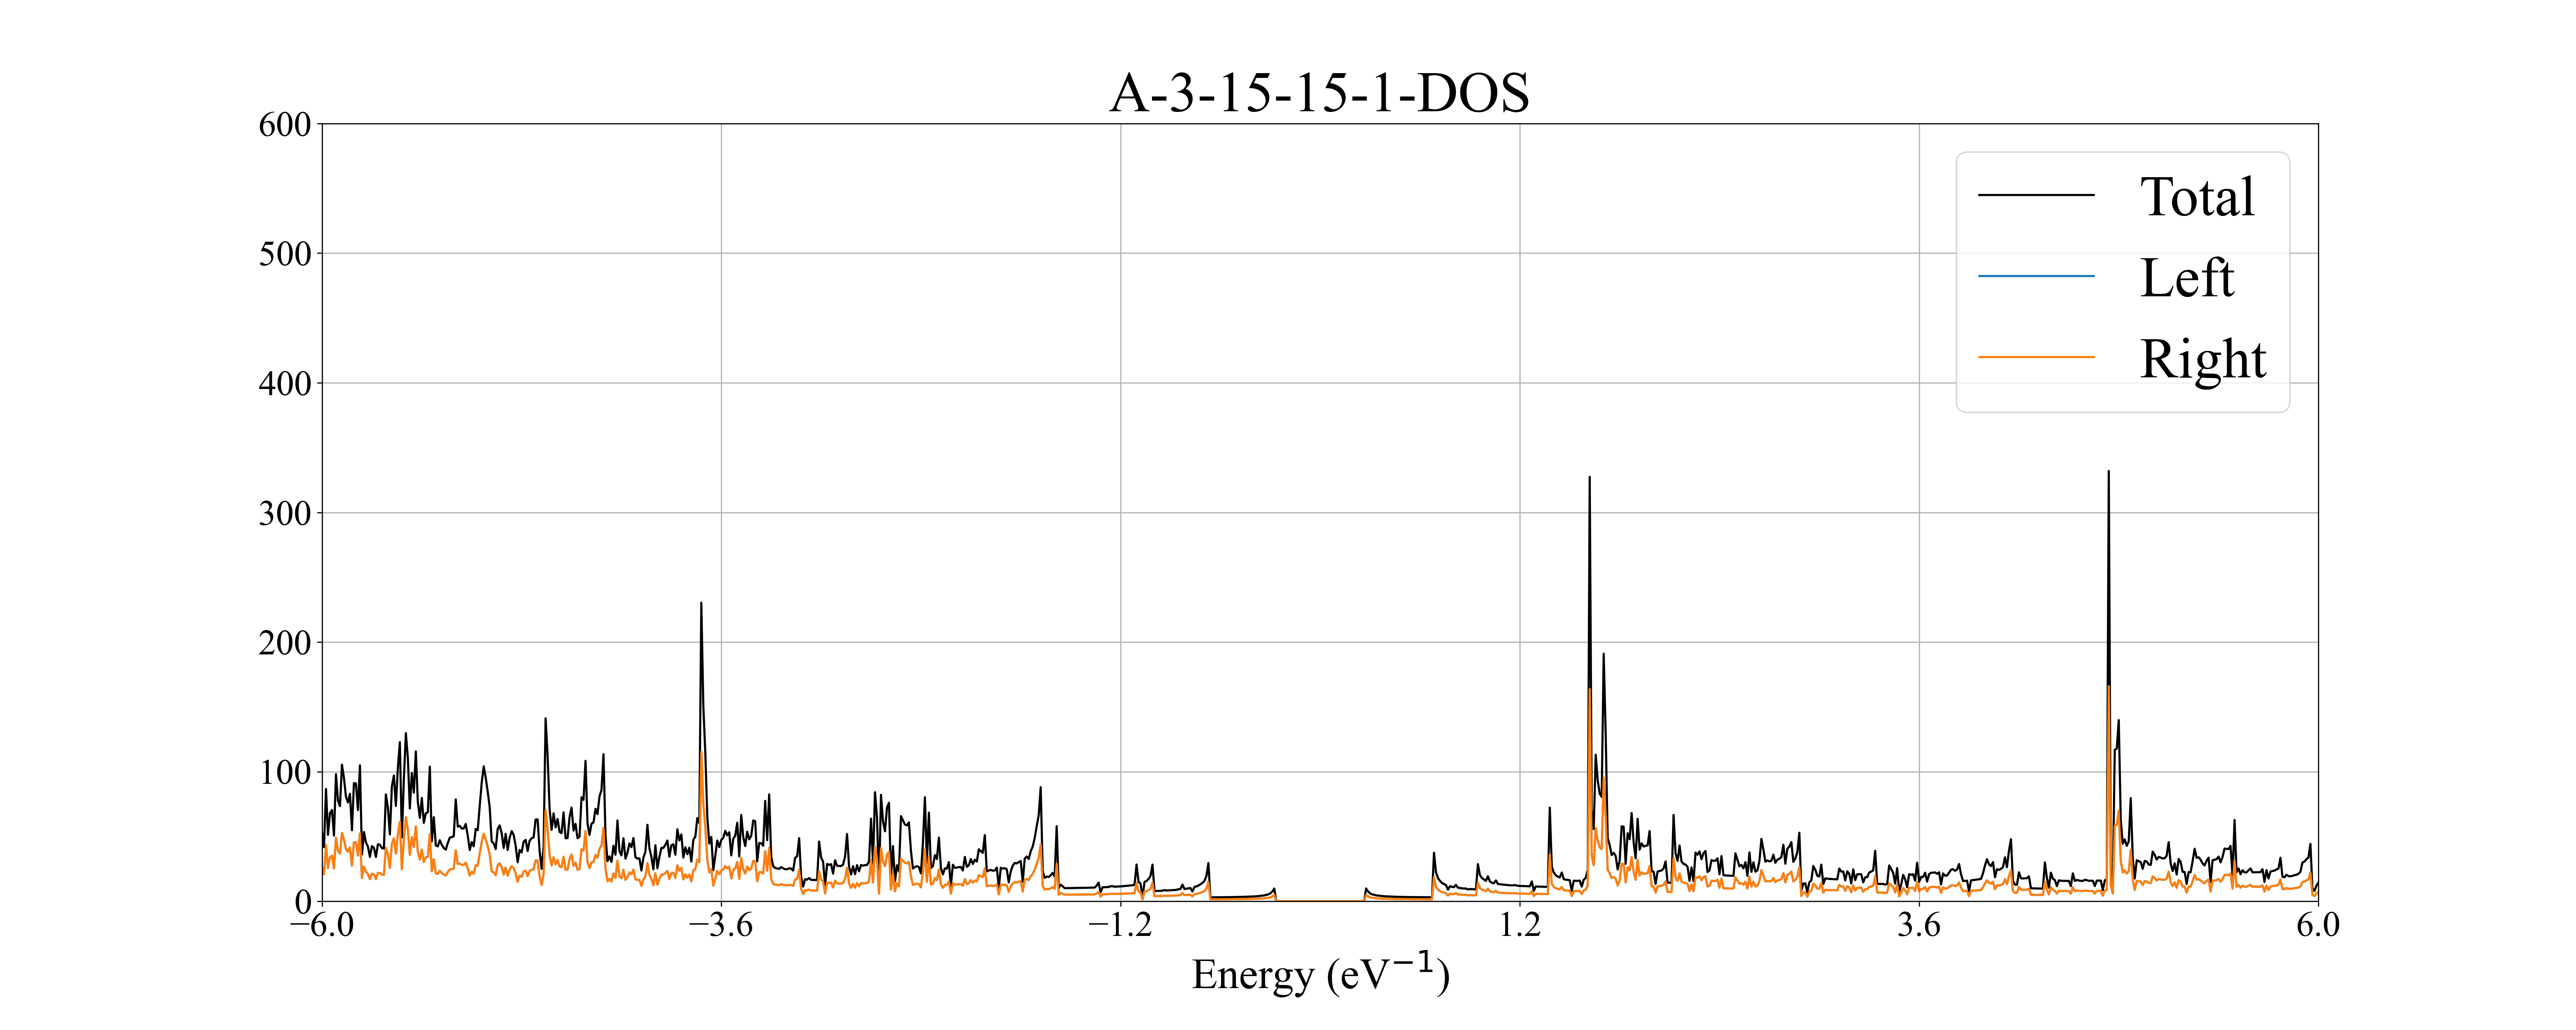 A-3-15-15-1-DOS
600
500
400
300
200
100
0
Total
Left
Right
−6.0 −3.6 −1.2 1.2 3.6 6.0
Energy (eV⁻¹)